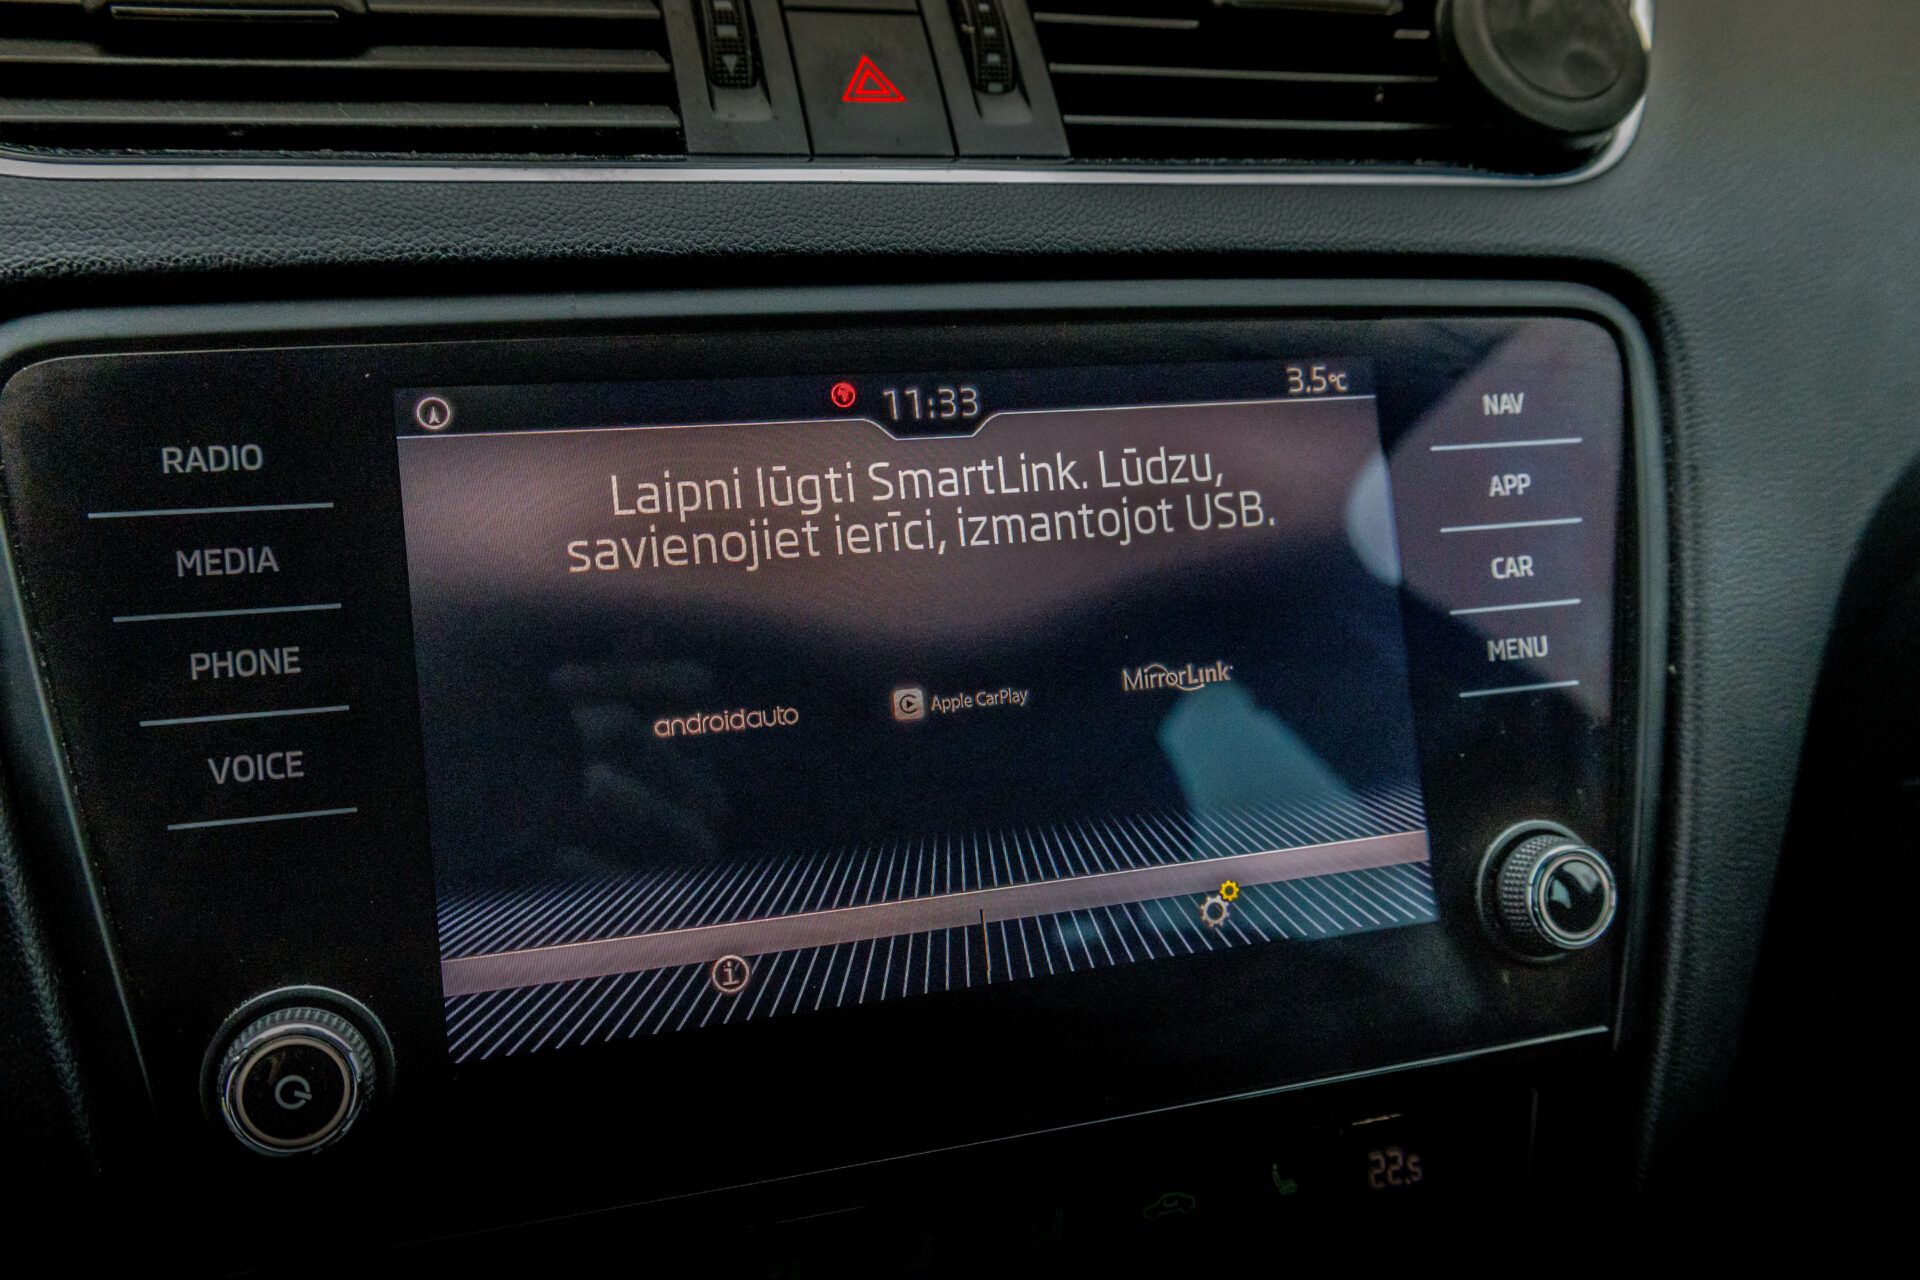 11:33
3.5°C
RADIO
MEDIA
PHONE
VOICE
Laipni lūgti SmartLink. Lūdzu,
savienojiet ierīci, izmantojot USB.
androidauto
Apple CarPlay
MirrorLink
NAV
APP
CAR
MENU
22.5